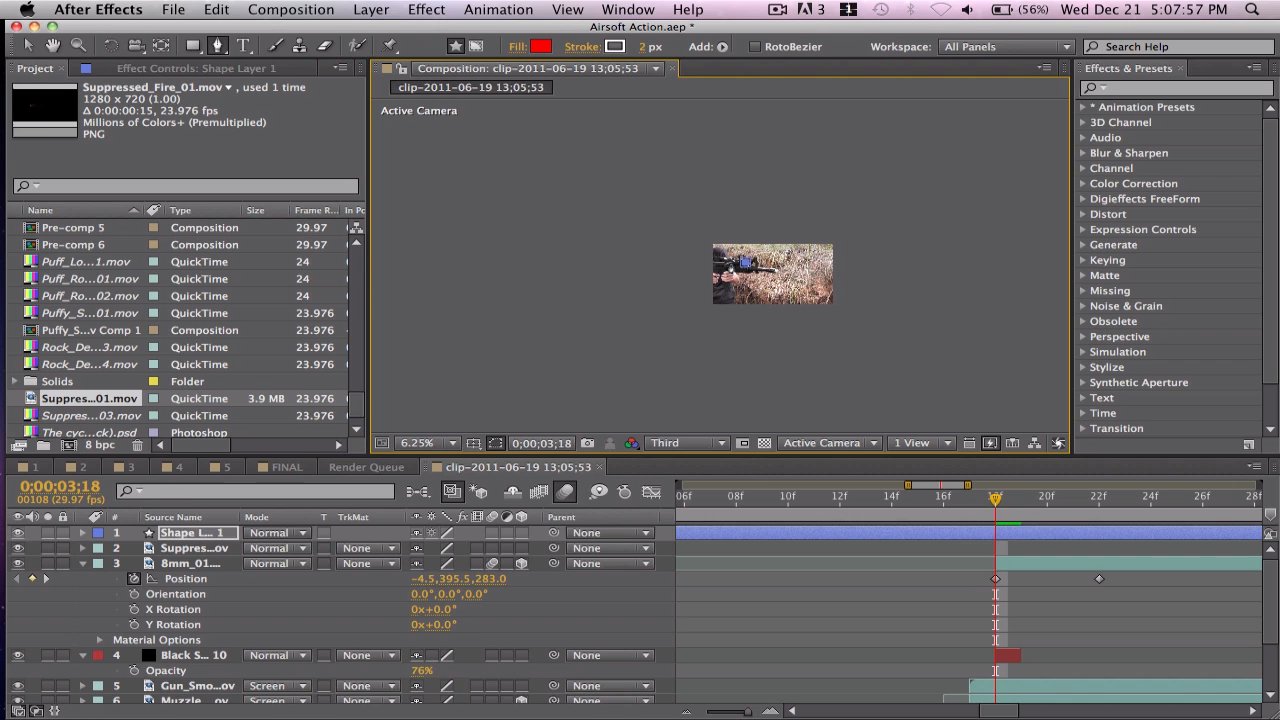 After Effects File Edit Composition Layer Effect Animation View Window Help 3 1 (56%) Wed Dec 21 5:07:57 PM
Airsoft Action.aep *
T Fill: Stroke: 2 px Add: RotoBezier Workspace: All Panels Search Help
Project Effect Controls: Shape Layer 1 Composition: clip-2011-06-19 13;05;53 Effects & Presets
Suppressed_Fire_01.mov , used 1 time
1280 x 720 (1.00)
Δ 0:00:00:15, 23.976 fps
Millions of Colors+ (Premultiplied)
PNG
clip-2011-06-19 13;05;53
Active Camera
* Animation Presets
3D Channel
Audio
Blur & Sharpen
Channel
Color Correction
Digieffects FreeForm
Distort
Expression Controls
Generate
Keying
Matte
Missing
Noise & Grain
Obsolete
Perspective
Simulation
Stylize
Synthetic Aperture
Text
Time
Transition
Name Type Size Frame R... In Po
Pre-comp 5 Composition 29.97
Pre-comp 6 Composition 29.97
Puff_Lo...1.mov QuickTime 24
Puff_Ro...01.mov QuickTime 24
Puff_Ro...02.mov QuickTime 24
Puffy_S...01.mov QuickTime 23.976
Puffy_S...v Comp 1 Composition 23.976
Rock_De...3.mov QuickTime 23.976
Rock_De...4.mov QuickTime 23.976
Solids Folder
Suppres...01.mov QuickTime 3.9 MB 23.976
Suppres...03.mov QuickTime 23.976
The cyc...ck).psd Photoshop
8 bpc
6.25% 0;00;03;18 Third Active Camera 1 View
1 2 3 4 5 FINAL Render Queue clip-2011-06-19 13;05;53
0;00;03;18
00108 (29.97 fps)
06f 08f 10f 12f 14f 16f 18f 20f 22f 24f 26f 28f
# Source Name Mode T TrkMat Parent
1 Shape L... 1 Normal None
2 Suppres...ov Normal None None
3 8mm_01.... Normal None None
Position -4.5,395.5,283.0
Orientation 0.0°,0.0°,0.0°
X Rotation 0x+0.0°
Y Rotation 0x+0.0°
Material Options
4 Black S... 10 Normal None None
Opacity 76%
5 Gun_Smo...ov Screen None None
6 Muzzle... Screen None None